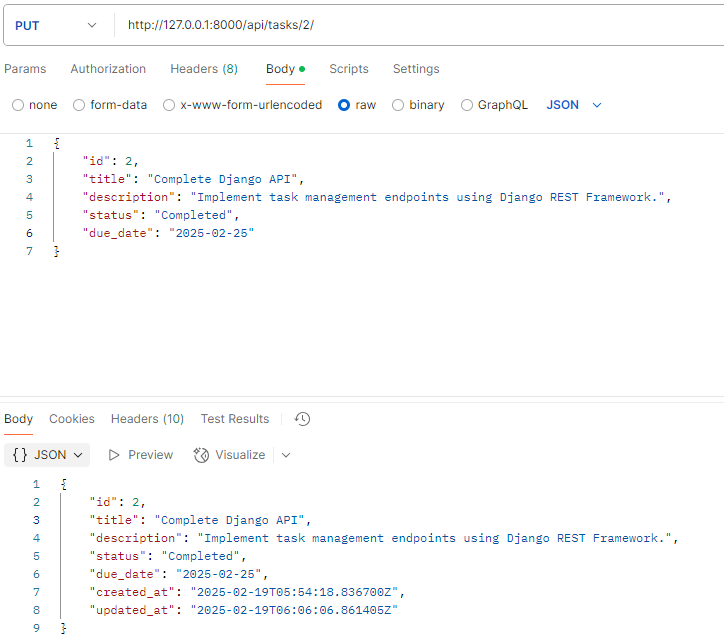 PUT http://127.0.0.1:8000/api/tasks/2/
Params Authorization Headers (8) Body Scripts Settings
none form-data x-www-form-urlencoded raw binary GraphQL JSON
1 {
2 "id": 2,
3 "title": "Complete Django API",
4 "description": "Implement task management endpoints using Django REST Framework.",
5 "status": "Completed",
6 "due_date": "2025-02-25"
7 }
Body Cookies Headers (10) Test Results
{} JSON Preview Visualize
1 {
2 "id": 2,
3 "title": "Complete Django API",
4 "description": "Implement task management endpoints using Django REST Framework.",
5 "status": "Completed",
6 "due_date": "2025-02-25",
7 "created_at": "2025-02-19T05:54:18.836700Z",
8 "updated_at": "2025-02-19T06:06:06.861405Z"
9 }